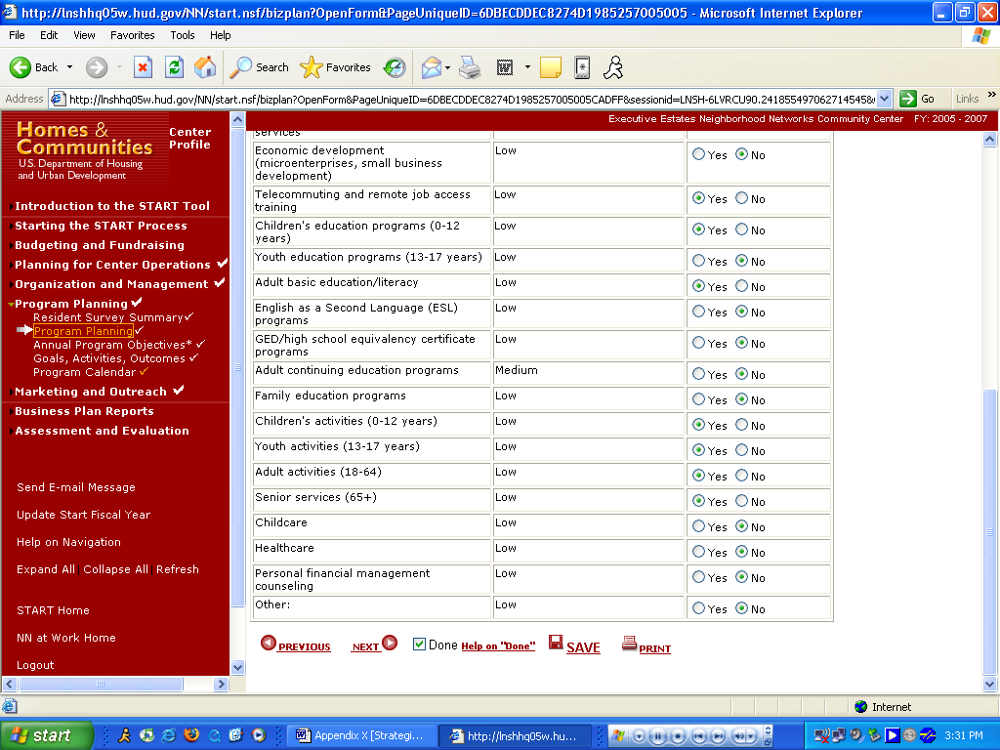 http://lnshhq05w.hud.gov/NN/start.nsf/bizplan?OpenForm&PageUniqueID=6DBECDDEC8274D1985257005005 - Microsoft Internet Explorer
File Edit View Favorites Tools Help
Back Search Favorites
Address http://lnshhq05w.hud.gov/NN/start.nsf/bizplan?OpenForm&PageUniqueID=6DBECDDEC8274D1985257005005CADFF&sessionid=LNSH-6LVRCU90.241855497062714545& Go Links »
Executive Estates Neighborhood Networks Community Center FY: 2005 - 2007
Homes &
Communities
U.S. Department of Housing
and Urban Development
Center
Profile
Introduction to the START Tool
Starting the START Process
Budgeting and Fundraising
Planning for Center Operations
Organization and Management
Program Planning
Resident Survey Summary
Program Planning
Annual Program Objectives*
Goals, Activities, Outcomes
Program Calendar
Marketing and Outreach
Business Plan Reports
Assessment and Evaluation
Send E-mail Message
Update Start Fiscal Year
Help on Navigation
Expand All Collapse All Refresh
START Home
NN at Work Home
Logout
services
Economic development
(microenterprises, small business
development)
Low Yes No
Telecommuting and remote job access
training
Low Yes No
Children's education programs (0-12
years)
Low Yes No
Youth education programs (13-17 years) Low Yes No
Adult basic education/literacy Low Yes No
English as a Second Language (ESL)
programs
Low Yes No
GED/high school equivalency certificate
programs
Low Yes No
Adult continuing education programs Medium Yes No
Family education programs Low Yes No
Children's activities (0-12 years) Low Yes No
Youth activities (13-17 years) Low Yes No
Adult activities (18-64) Low Yes No
Senior services (65+) Low Yes No
Childcare Low Yes No
Healthcare Low Yes No
Personal financial management
counseling
Low Yes No
Other: Low Yes No
PREVIOUS NEXT Done Help on "Done" SAVE PRINT
Internet
start Appendix X [Strategi... http://lnshhq05w.hu... 3:31 PM